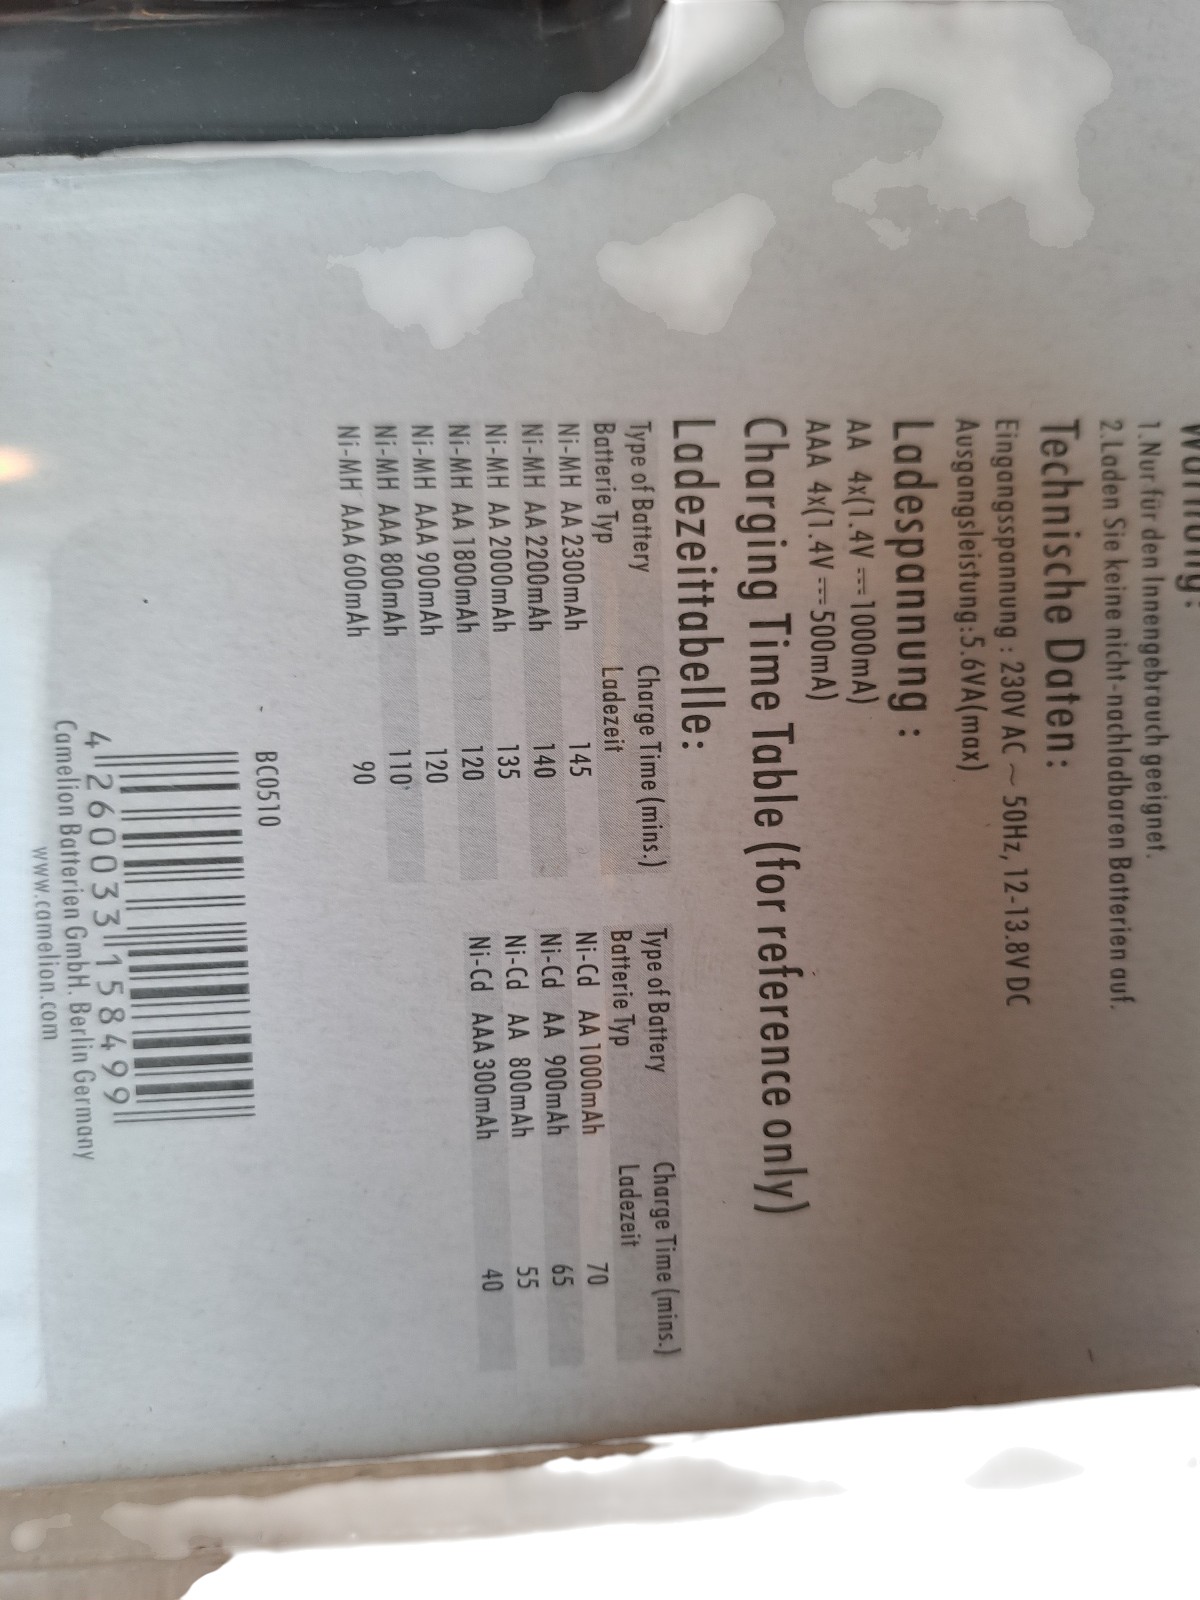 Warnung:
1.Nur für den Innengebrauch geeignet.
2.Laden Sie keine nicht-nachladbaren Batterien auf.
Technische Daten:
Eingangsspannung : 230V AC ~ 50Hz, 12-13.8V DC
Ausgangsleistung:5.6VA(max)
Ladespannung :
AA 4x(1.4V ⎓ 1000mA)
AAA 4x(1.4V ⎓ 500mA)
Charging Time Table (for reference only)
Ladezeittabelle:
Type of Battery Charge Time (mins.) Type of Battery Charge Time (mins.)
Batterie Typ Ladezeit Batterie Typ Ladezeit
Ni-MH AA 2300mAh 145 Ni-Cd AA 1000mAh 70
Ni-MH AA 2200mAh 140 Ni-Cd AA 900mAh 65
Ni-MH AA 2000mAh 135 Ni-Cd AA 800mAh 55
Ni-MH AA 1800mAh 120 Ni-Cd AAA 300mAh 40
Ni-MH AAA 900mAh 120
Ni-MH AAA 800mAh 110
Ni-MH AAA 600mAh 90
BC0510
4 260033 158499
Camelion Batterien GmbH. Berlin Germany
www.camelion.com